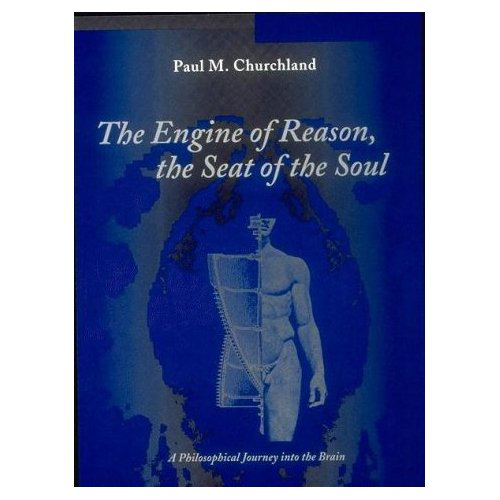 Paul M. Churchland
The Engine of Reason,
the Seat of the Soul
A Philosophical Journey into the Brain